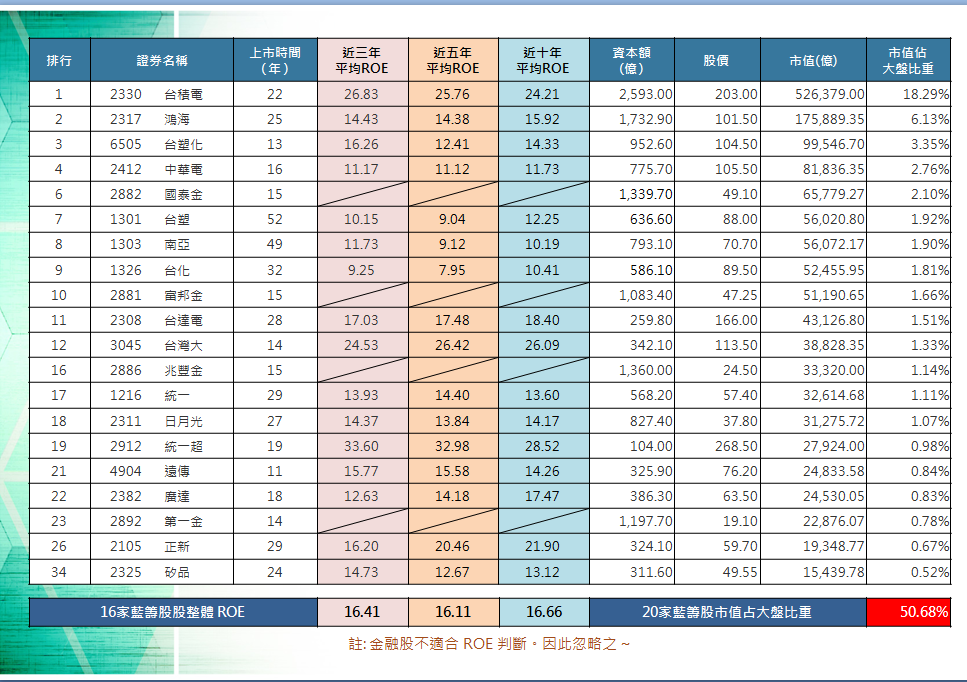 排行 證券名稱 上市時間（年） 近三年平均ROE 近五年平均ROE 近十年平均ROE 資本額（億） 股價 市值(億) 市值佔大盤比重
1 2330 台積電 22 26.83 25.76 24.21 2,593.00 203.00 526,379.00 18.29%
2 2317 鴻海 25 14.43 14.38 15.92 1,732.90 101.50 175,889.35 6.13%
3 6505 台塑化 13 16.26 12.41 14.33 952.60 104.50 99,546.70 3.35%
4 2412 中華電 16 11.17 11.12 11.73 775.70 105.50 81,836.35 2.76%
6 2882 國泰金 15 1,339.70 49.10 65,779.27 2.10%
7 1301 台塑 52 10.15 9.04 12.25 636.60 88.00 56,020.80 1.92%
8 1303 南亞 49 11.73 9.12 10.19 793.10 70.70 56,072.17 1.90%
9 1326 台化 32 9.25 7.95 10.41 586.10 89.50 52,455.95 1.81%
10 2881 富邦金 15 1,083.40 47.25 51,190.65 1.66%
11 2308 台達電 28 17.03 17.48 18.40 259.80 166.00 43,126.80 1.51%
12 3045 台灣大 14 24.53 26.42 26.09 342.10 113.50 38,828.35 1.33%
16 2886 兆豐金 15 1,360.00 24.50 33,320.00 1.14%
17 1216 統一 29 13.93 14.40 13.60 568.20 57.40 32,614.68 1.11%
18 2311 日月光 27 14.37 13.84 14.17 827.40 37.80 31,275.72 1.07%
19 2912 統一超 19 33.60 32.98 28.52 104.00 268.50 27,924.00 0.98%
21 4904 遠傳 11 15.77 15.58 14.26 325.90 76.20 24,833.58 0.84%
22 2382 廣達 18 12.63 14.18 17.47 386.30 63.50 24,530.05 0.83%
23 2892 第一金 14 1,197.70 19.10 22,876.07 0.78%
26 2105 正新 29 16.20 20.46 21.90 324.10 59.70 19,348.77 0.67%
34 2325 矽品 24 14.73 12.67 13.12 311.60 49.55 15,439.78 0.52%
16家藍籌股股整體 ROE 16.41 16.11 16.66 20家藍籌股市值占大盤比重 50.68%
註: 金融股不適合 ROE 判斷。因此忽略之 ~